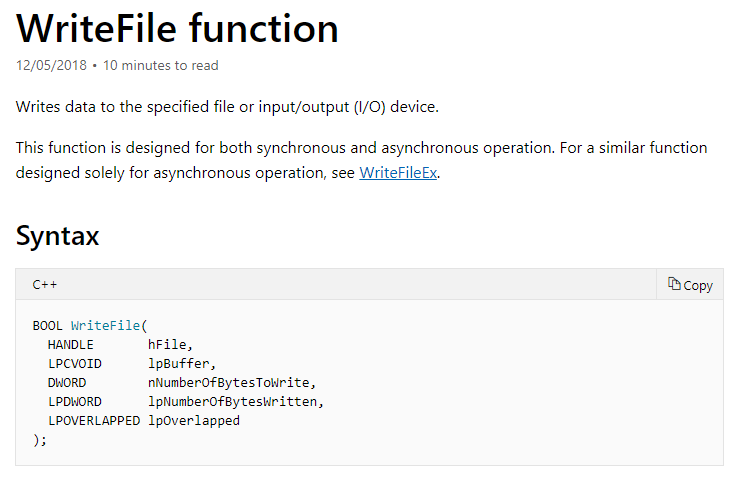 WriteFile function
12/05/2018 • 10 minutes to read
Writes data to the specified file or input/output (I/O) device.
This function is designed for both synchronous and asynchronous operation. For a similar function
designed solely for asynchronous operation, see WriteFileEx.
Syntax
C++ Copy
BOOL WriteFile(
  HANDLE       hFile,
  LPCVOID      lpBuffer,
  DWORD        nNumberOfBytesToWrite,
  LPDWORD      lpNumberOfBytesWritten,
  LPOVERLAPPED lpOverlapped
);